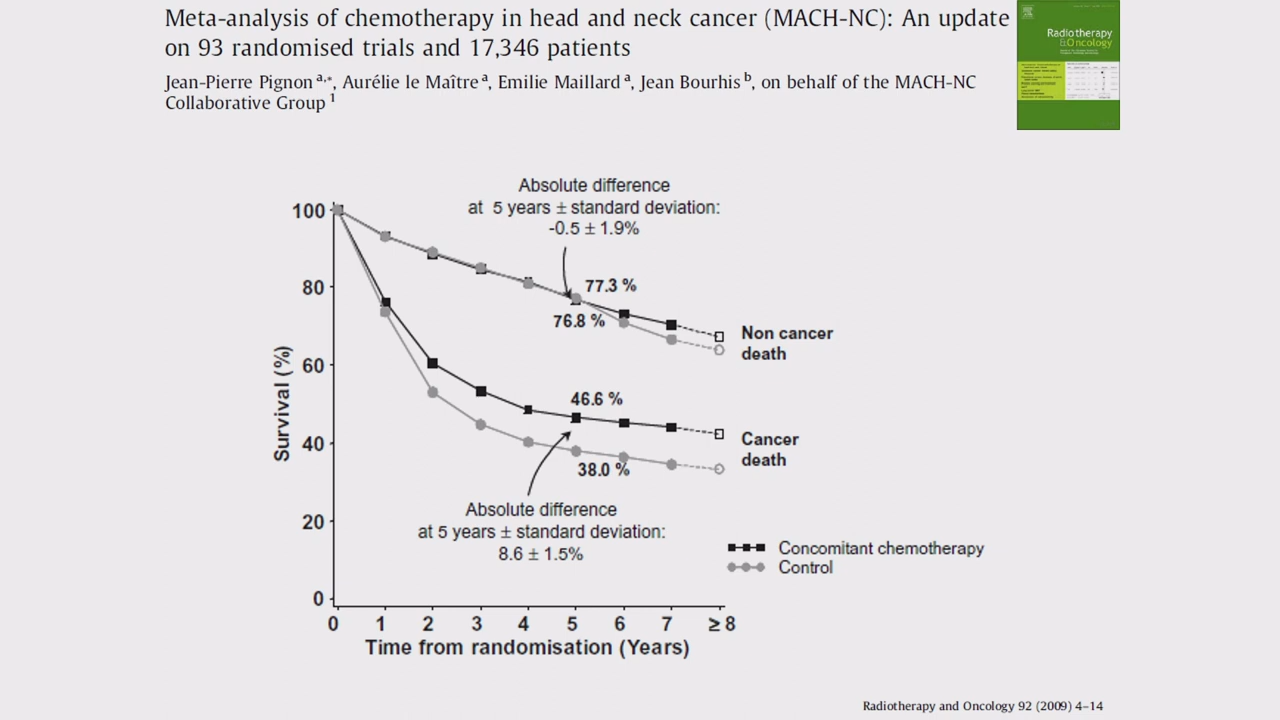 Meta-analysis of chemotherapy in head and neck cancer (MACH-NC): An update
on 93 randomised trials and 17,346 patients
Jean-Pierre Pignon a,*, Aurélie le Maître a, Emilie Maillard a, Jean Bourhis b, on behalf of the MACH-NC
Collaborative Group 1
Radiotherapy
&Oncology
Absolute difference
at 5 years ± standard deviation:
-0.5 ± 1.9%
100
80
60
40
20
0
Survival (%)
77.3 %
76.8 %
Non cancer
death
46.6 %
38.0 %
Cancer
death
Absolute difference
at 5 years ± standard deviation:
8.6 ± 1.5%
Concomitant chemotherapy
Control
0 1 2 3 4 5 6 7 ≥ 8
Time from randomisation (Years)
Radiotherapy and Oncology 92 (2009) 4–14